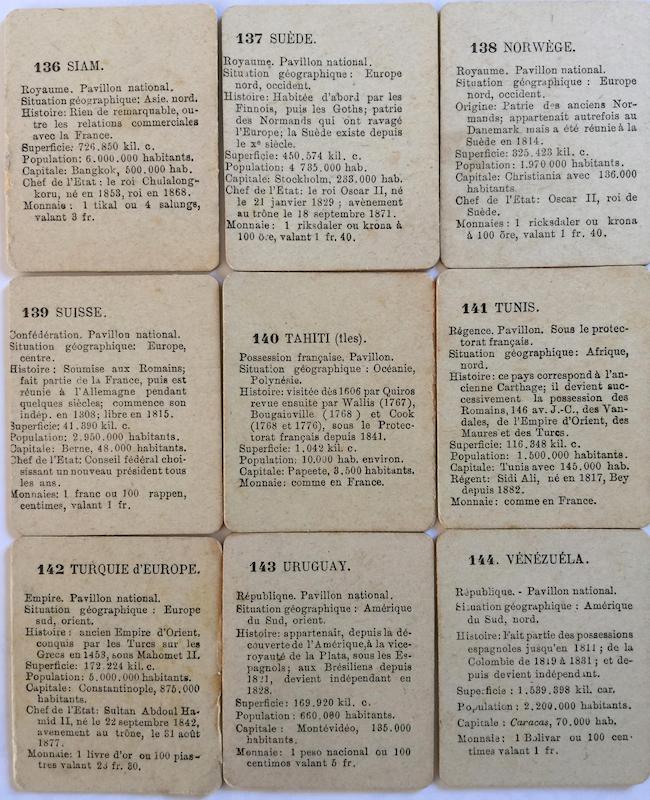 136 SIAM.
Royaume. Pavillon national.
Situation géographique: Asie. nord.
Histoire: Rien de remarquable, ou-
tre les relations commerciales
avec la France.
Superficie: 726.850 kil. c.
Population: 6.000.000 habitants.
Capitale: Bangkok, 500.000 hab.
Chef de l'Etat: le roi Chulalong-
koru, né en 1853, roi en 1868.
Monnaie: 1 tikal ou 4 salungs,
valant 3 fr.
137 SUÈDE.
Royaume. Pavillon national.
Situation géographique: Europe
nord, occident.
Histoire: Habitée d'abord par les
Finnois, puis les Goths; patrie
des Normands qui ont ravagé
l'Europe; la Suède existe depuis
le xe siècle.
Superficie: 450.574 kil. c.
Population: 4 735.000 hab.
Capitale: Stockholm, 233.000 hab.
Chef de l'Etat: le roi Oscar II, né
le 21 janvier 1829; avènement
au trône le 18 septembre 1871.
Monnaie: 1 riksdaler ou krona à
100 öre, valant 1 fr. 40.
138 NORWÈGE.
Royaume. Pavillon national.
Situation géographique: Europe
nord, occident.
Origine: Patrie des anciens Nor-
mands; appartenait autrefois au
Danemark mais a été réunie à la
Suède en 1814.
Superficie: 325.423 kil. c.
Population: 1.970 000 habitants.
Capitale: Christiania avec 136.000
habitants.
Chef de l'Etat: Oscar II, roi de
Suède.
Monnaies: 1 ricksdaler ou krona
à 100 öre, valant 1 fr. 40.
139 SUISSE.
Confédération. Pavillon national.
Situation géographique: Europe,
centre.
Histoire: Soumise aux Romains;
fait partie de la France, puis est
réunie à l'Allemagne pendant
quelques siècles; commence son
indép. en 1308; libre en 1815.
Superficie: 41.390 kil. c.
Population: 2.950.000 habitants.
Capitale: Berne, 48.000 habitants.
Chef de l'Etat: Conseil fédéral choi-
sissant un nouveau président tous
les ans.
Monnaies: 1 franc ou 100 rappen,
centimes, valant 1 fr.
140 TAHITI (îles).
Possession française. Pavillon.
Situation géographique: Océanie,
Polynésie.
Histoire: visitée dès 1606 par Quiros
revue ensuite par Wallis (1767),
Bougainville (1768) et Cook
(1768 et 1776), sous le Protec-
torat français depuis 1841.
Superficie: 1.042 kil. c.
Population: 10.000 hab. environ.
Capitale: Papeete, 3.500 habitants.
Monnaie: comme en France.
141 TUNIS.
Régence. Pavillon. Sous le protec-
torat français.
Situation géographique: Afrique,
nord.
Histoire: ce pays correspond à l'an-
cienne Carthage; il devient suc-
cessivement la possession des
Romains, 146 av. J.-C., des Van-
dales, de l'Empire d'Orient, des
Maures et des Turcs.
Superficie: 116.348 kil. c.
Population: 1.500.000 habitants.
Capitale: Tunis avec 145.000 hab.
Régent: Sidi Ali, né en 1817, Bey
depuis 1882.
Monnaie: comme en France.
142 TURQUIE d'EUROPE.
Empire. Pavillon national.
Situation géographique: Europe
sud, orient.
Histoire: ancien Empire d'Orient,
conquis par les Turcs sur les
Grecs en 1453, sous Mahomet II.
Superficie: 172.224 kil. c.
Population: 5.000.000 habitants.
Capitale: Constantinople, 875.000
habitants.
Chef de l'Etat: Sultan Abdoul Ha-
mid II, né le 22 septembre 1842,
avenement au trône, le 31 août
1877.
Monnaie: 1 livre d'or ou 100 pias-
tres valant 23 fr. 30.
143 URUGUAY.
République. Pavillon national.
Situation géographique: Amérique
du Sud, orient.
Histoire: appartenait, depuis la dé-
couverte de l'Amérique, à la vice-
royauté de la Plata, sous les Es-
pagnols; aux Brésiliens depuis
1821, devient indépendant en
1828.
Superficie: 169.920 kil. c.
Population: 660.000 habitants.
Capitale: Montévidéo, 135.000
habitants.
Monnaie: 1 peso nacional ou 100
centimos valant 5 fr.
144. VÉNÉZUÉLA.
République. - Pavillon national.
Situation géographique: Amérique
du Sud, nord.
Histoire: Fait partie des possessions
espagnoles jusqu'en 1811; de la
Colombie de 1819 à 1831; et de-
puis devient indépendant.
Superficie: 1.539.398 kil. car.
Population: 2.200.000 habitants.
Capitale: Caracas, 70.000 hab.
Monnaie: 1 Bolivar ou 100 cen-
times valant 1 fr.